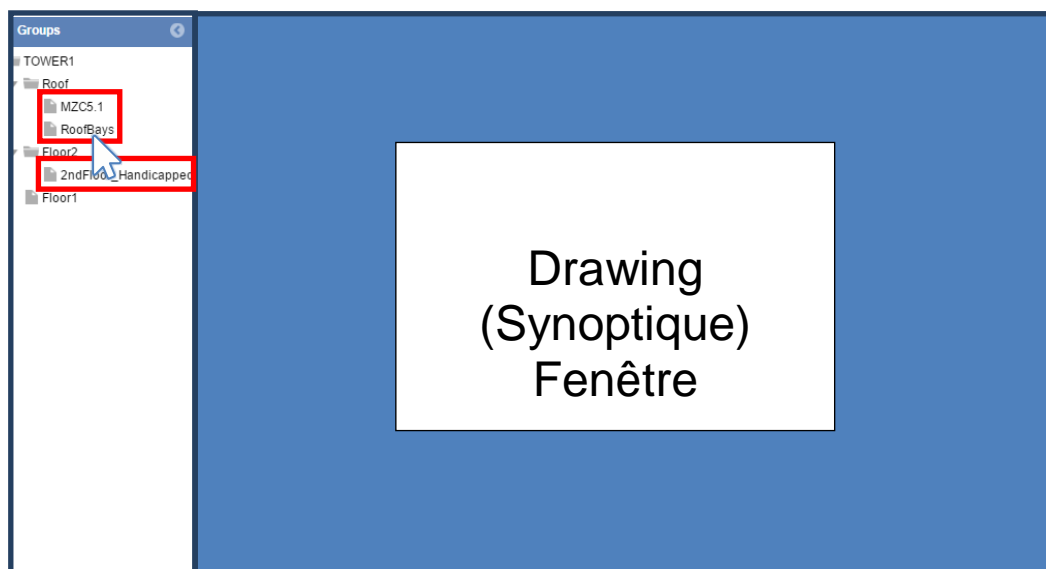 Groups
TOWER1
Roof
MZC5.1
RoofBays
Floor2
2ndFloor_Handicapped
Floor1
Drawing
(Synoptique)
Fenêtre